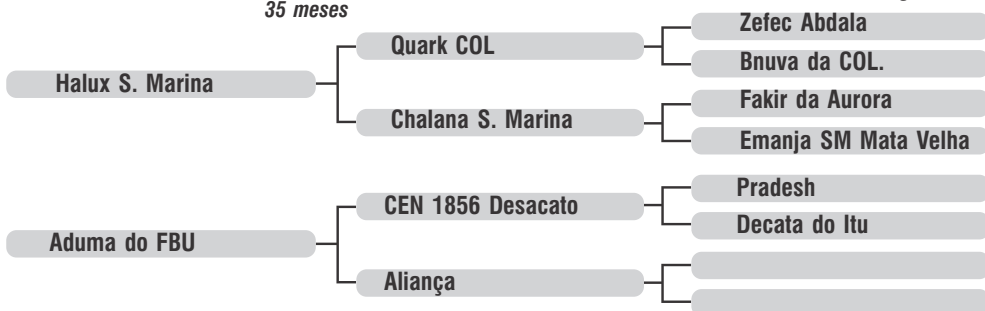 35 meses
Zefec Abdala
Quark COL
Bnuva da COL.
Halux S. Marina
Fakir da Aurora
Chalana S. Marina
Emanja SM Mata Velha
Pradesh
CEN 1856 Desacato
Decata do Itu
Aduma do FBU
Aliança